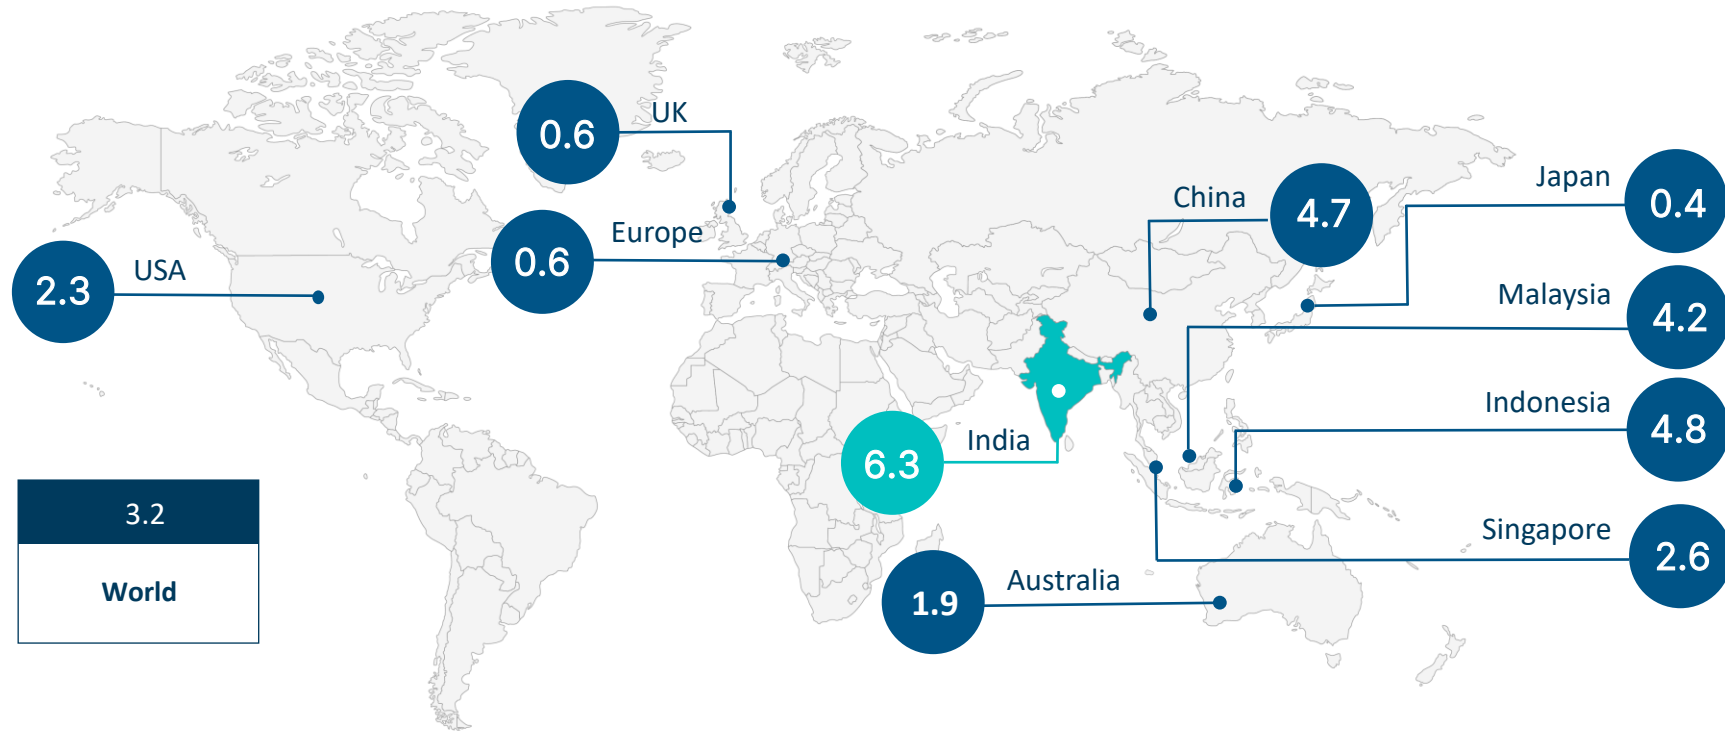 UK
0.6
Europe
0.6
USA
2.3
China
4.7
Japan
0.4
Malaysia
4.2
Indonesia
4.8
India
6.3
Singapore
2.6
Australia
1.9
3.2
World